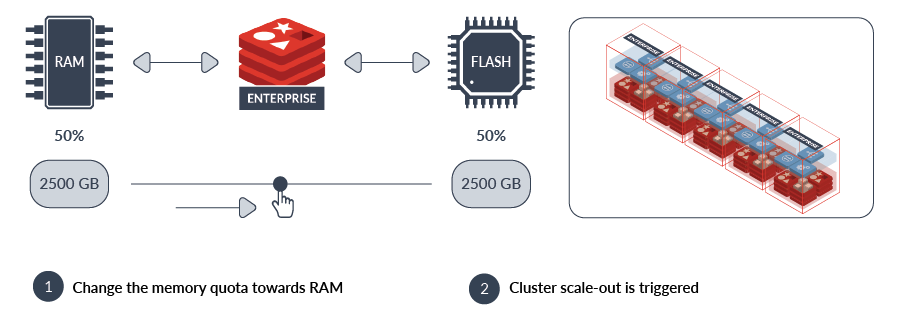 RAM
ENTERPRISE
FLASH
50%
50%
2500 GB
2500 GB
ENTERPRISE
ENTERPRISE
ENTERPRISE
ENTERPRISE
ENTERPRISE
1 Change the memory quota towards RAM
2 Cluster scale-out is triggered